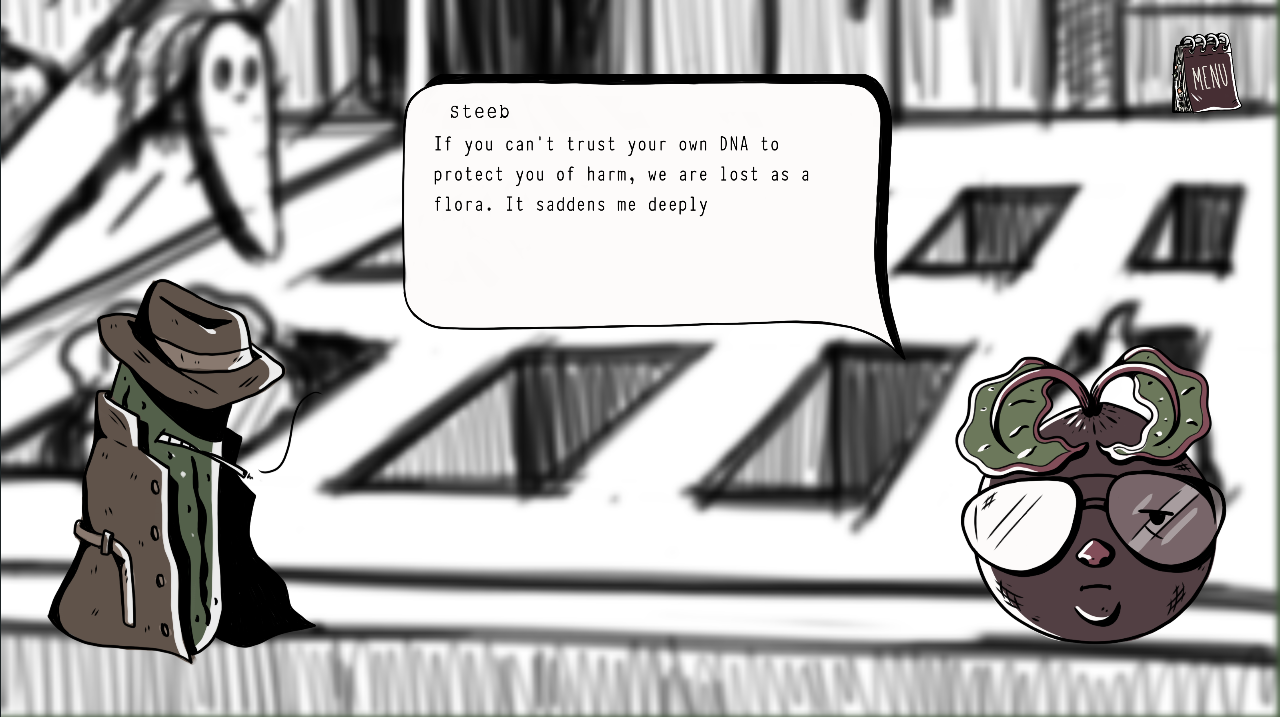 MENU
Steeb
If you can't trust your own DNA to
protect you of harm, we are lost as a
flora. It saddens me deeply